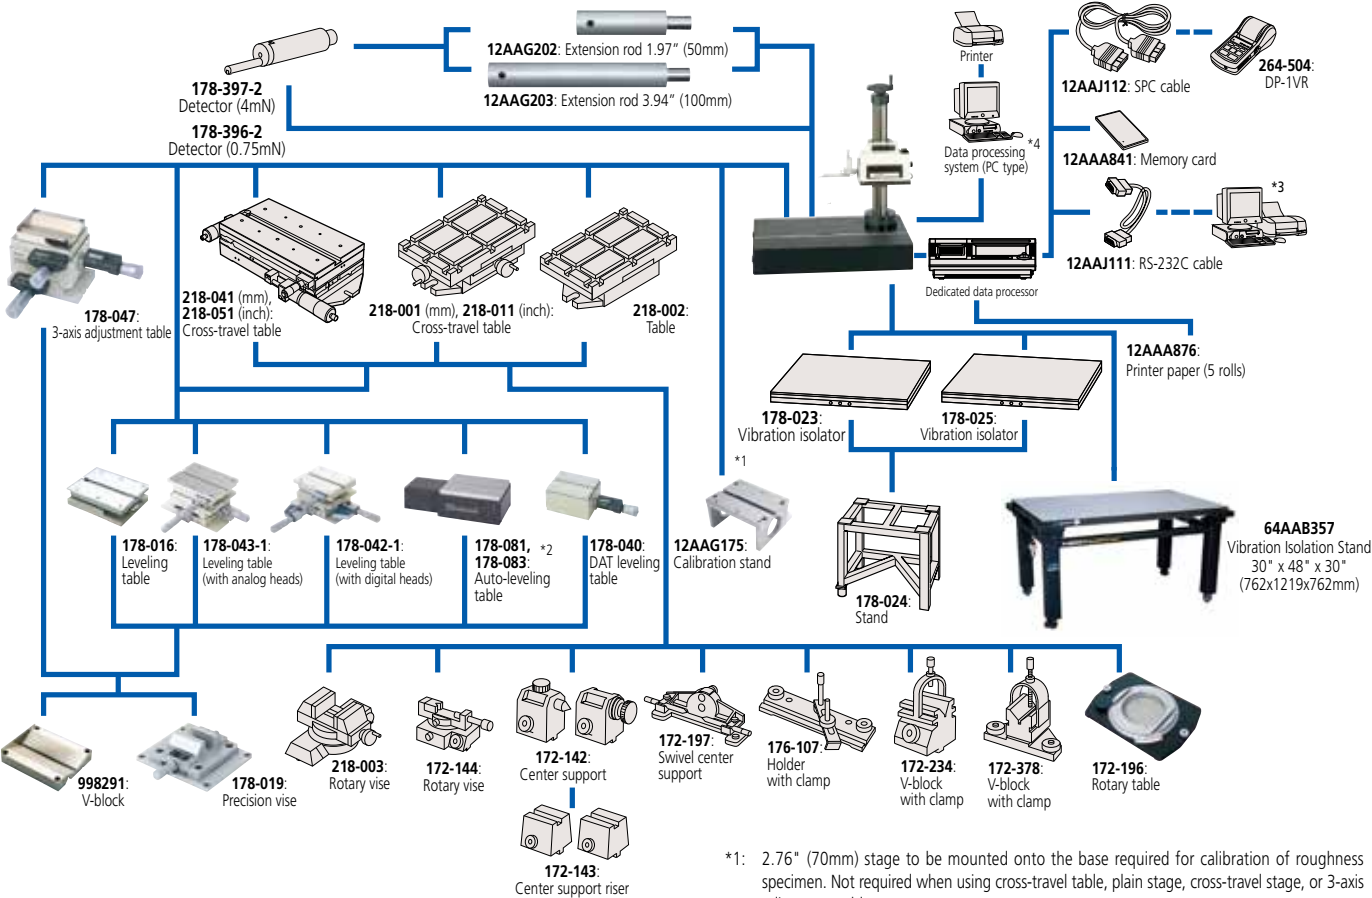 12AAG202: Extension rod 1.97" (50mm)
12AAG203: Extension rod 3.94" (100mm)
178-397-2
Detector (4mN)
178-396-2
Detector (0.75mN)
Printer
Data processing
system (PC type)
*4
12AAJ112: SPC cable
264-504:
DP-1VR
12AAA841: Memory card
*3
12AAJ111: RS-232C cable
Dedicated data processor
178-047:
3-axis adjustment table
218-041 (mm),
218-051 (inch):
Cross-travel table
218-001 (mm), 218-011 (inch):
Cross-travel table
218-002:
Table
12AAA876:
Printer paper (5 rolls)
178-023:
Vibration isolator
178-025:
Vibration isolator
*1
178-016:
Leveling
table
178-043-1:
Leveling table
(with analog heads)
178-042-1:
Leveling table
(with digital heads)
178-081,
178-083:
*2
Auto-leveling
table
178-040:
DAT leveling
table
12AAG175:
Calibration stand
178-024:
Stand
64AAB357
Vibration Isolation Stand
30" x 48" x 30"
(762x1219x762mm)
998291:
V-block
178-019:
Precision vise
218-003:
Rotary vise
172-144:
Rotary vise
172-142:
Center support
172-197:
Swivel center
support
176-107:
Holder
with clamp
172-234:
V-block
with clamp
172-378:
V-block
with clamp
172-196:
Rotary table
172-143:
Center support riser
*1: 2.76" (70mm) stage to be mounted onto the base required for calibration of roughness
specimen. Not required when using cross-travel table, plain stage, cross-travel stage, or 3-axis